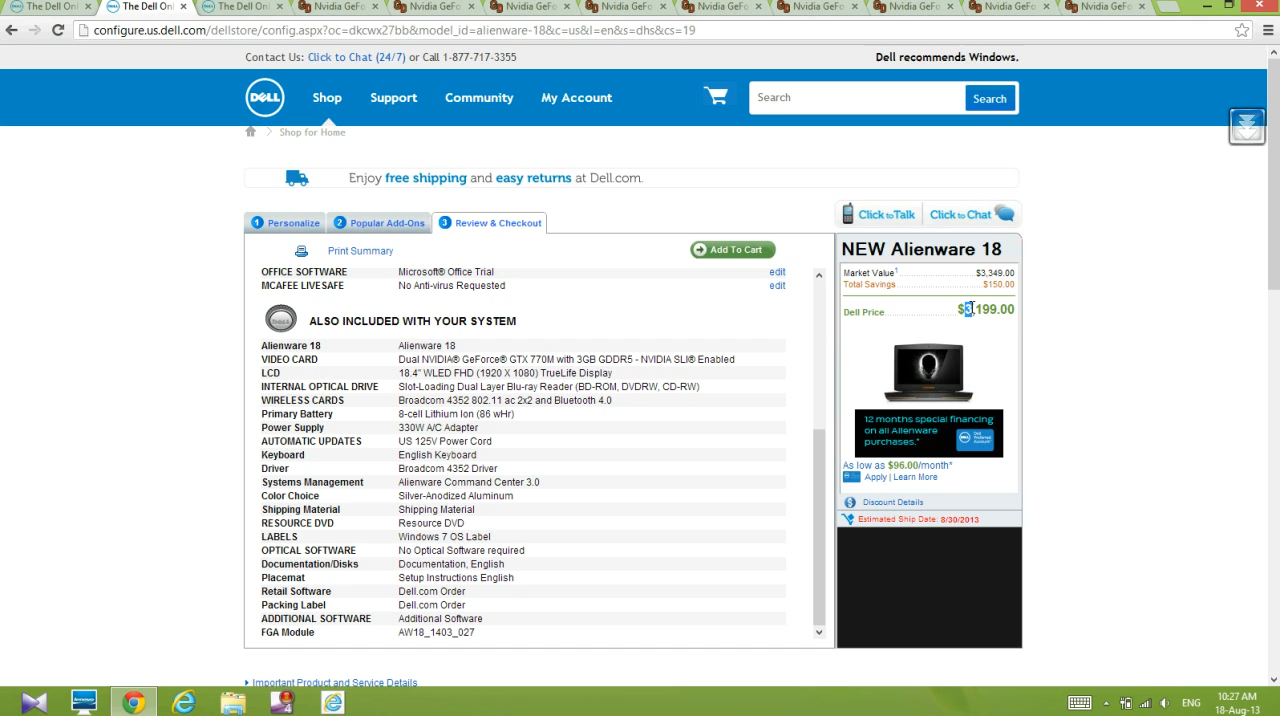 The Dell Onl
The Dell Onl
The Dell Onl
Nvidia GeFo
Nvidia GeFo
Nvidia GeFo
Nvidia GeFo
Nvidia GeFo
Nvidia GeFo
Nvidia GeFo
Nvidia GeFo
Nvidia GeFo
configure.us.dell.com/dellstore/config.aspx?oc=dkcwx27bb&model_id=alienware-18&c=us&l=en&s=dhs&cs=19
Contact Us: Click to Chat (24/7) or Call 1-877-717-3355
Dell recommends Windows.
DELL
Shop
Support
Community
My Account
Search
Search
Shop for Home
Enjoy free shipping and easy returns at Dell.com.
1 Personalize
2 Popular Add-Ons
3 Review & Checkout
Click to Talk
Click to Chat
Print Summary
Add To Cart
OFFICE SOFTWARE Microsoft® Office Trial edit
MCAFEE LIVESAFE No Anti-virus Requested edit
DELL
ALSO INCLUDED WITH YOUR SYSTEM
Alienware 18 Alienware 18
VIDEO CARD Dual NVIDIA® GeForce® GTX 770M with 3GB GDDR5 - NVIDIA SLI® Enabled
LCD 18.4" WLED FHD (1920 X 1080) TrueLife Display
INTERNAL OPTICAL DRIVE Slot-Loading Dual Layer Blu-ray Reader (BD-ROM, DVDRW, CD-RW)
WIRELESS CARDS Broadcom 4352 802.11 ac 2x2 and Bluetooth 4.0
Primary Battery 8-cell Lithium Ion (86 wHr)
Power Supply 330W A/C Adapter
AUTOMATIC UPDATES US 125V Power Cord
Keyboard English Keyboard
Driver Broadcom 4352 Driver
Systems Management Alienware Command Center 3.0
Color Choice Silver-Anodized Aluminum
Shipping Material Shipping Material
RESOURCE DVD Resource DVD
LABELS Windows 7 OS Label
OPTICAL SOFTWARE No Optical Software required
Documentation/Disks Documentation, English
Placemat Setup Instructions English
Retail Software Dell.com Order
Packing Label Dell.com Order
ADDITIONAL SOFTWARE Additional Software
FGA Module AW18_1403_027
NEW Alienware 18
Market Value1 $3,349.00
Total Savings $150.00
Dell Price $3,199.00
12 months special financing
on all Alienware
purchases.*
Dell Preferred Account
As low as $96.00/month*
Apply | Learn More
Discount Details
Estimated Ship Date: 8/30/2013
Important Product and Service Details
ENG
10:27 AM
18-Aug-13